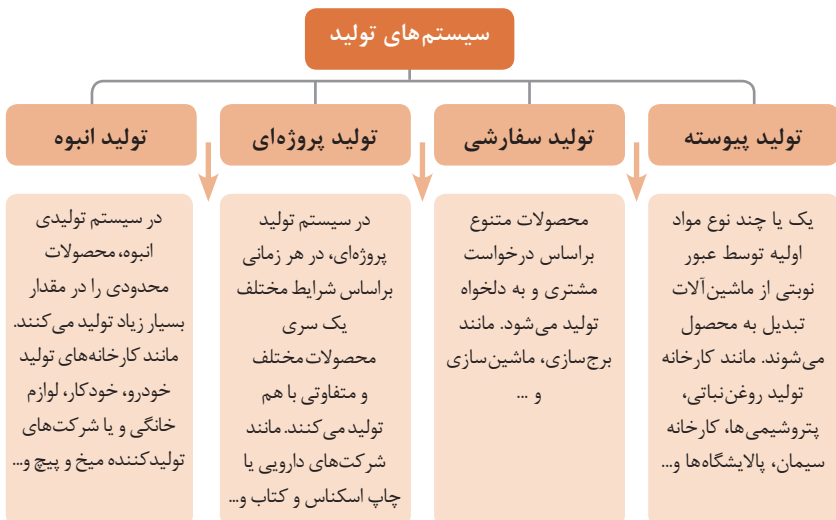 سیستم‌های تولید
تولید پیوسته
یک یا چند نوع مواد
اولیه توسط عبور
نوبتی از ماشین‌آلات
تبدیل به محصول
می‌شوند. مانند کارخانه
تولید روغن‌نباتی،
پتروشیمی‌ها، کارخانه
سیمان، پالایشگاه‌ها و...
تولید سفارشی
محصولات متنوع
براساس درخواست
مشتری و به دلخواه
تولید می‌شود. مانند
برج‌سازی، ماشین‌سازی
و ...
تولید پروژه‌ای
در سیستم تولید
پروژه‌ای، در هر زمانی
براساس شرایط مختلف
یک سری
محصولات مختلف
و متفاوتی با هم
تولید می‌کنند. مانند
شرکت‌های دارویی یا
چاپ اسکناس و کتاب و...
تولید انبوه
در سیستم تولیدی
انبوه، محصولات
محدودی را در مقدار
بسیار زیاد تولید می‌کنند.
مانند کارخانه‌های تولید
خودرو، خودکار، لوازم
خانگی و یا شرکت‌های
تولیدکننده میخ و پیچ و...